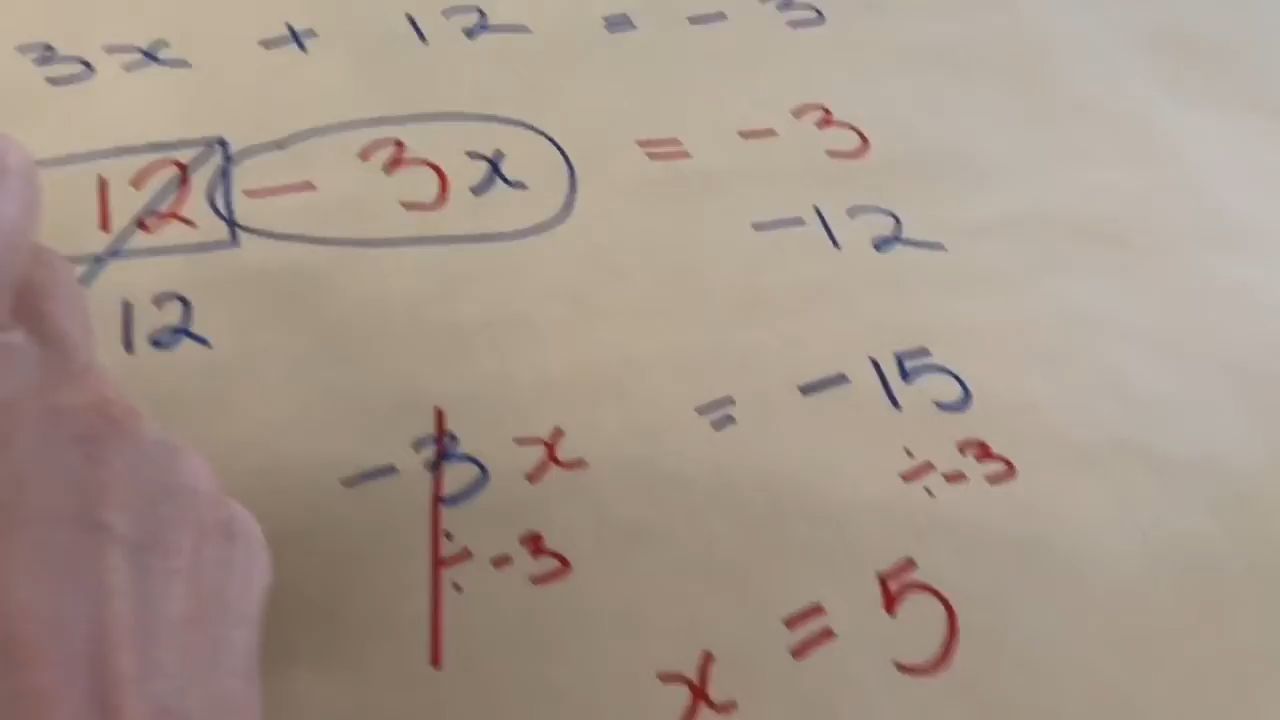 3x + 12 = - 3
12 - 3x = - 3
12 -12
- 3x = - 15
÷-3 ÷-3
x = 5